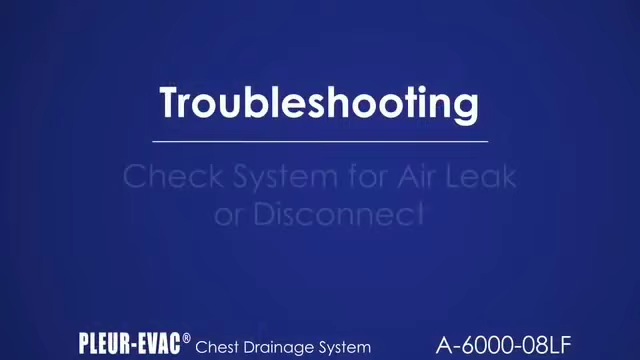 Troubleshooting
Check System for Air Leak
or Disconnect
PLEUR-EVAC® Chest Drainage System A-6000-08LF